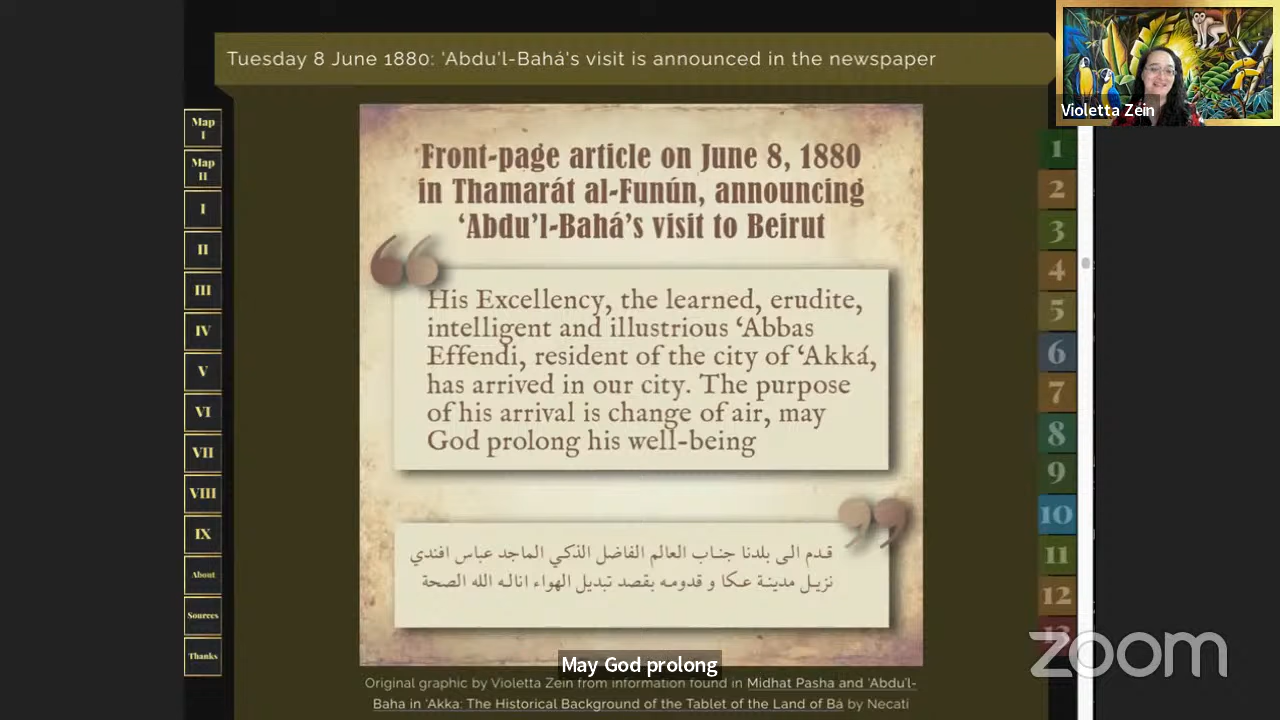 Tuesday 8 June 1880: 'Abdu'l-Bahá's visit is announced in the newspaper
Violetta Zein
Map
I
Map
II
I
II
III
IV
V
VI
VII
VIII
IX
About
Sources
Thanks
Front-page article on June 8, 1880
in Thamarát al-Funún, announcing
‘Abdu’l-Bahá’s visit to Beirut
“
His Excellency, the learned, erudite,
intelligent and illustrious ‘Abbas
Effendi, resident of the city of ‘Akká,
has arrived in our city. The purpose
of his arrival is change of air, may
God prolong his well-being
”
قدم الى بلدنا جناب العالم الفاضل الذكي الماجد عباس افندي
نزيل مدينة عكا و قدومه بقصد تبديل الهواء اناله الله الصحة
May God prolong
Original graphic by Violetta Zein from information found in Midhat Pasha and 'Abdu'l-
Baha in 'Akka: The Historical Background of the Tablet of the Land of Bá by Necati
1
2
3
4
5
6
7
8
9
10
11
12
13
zoom